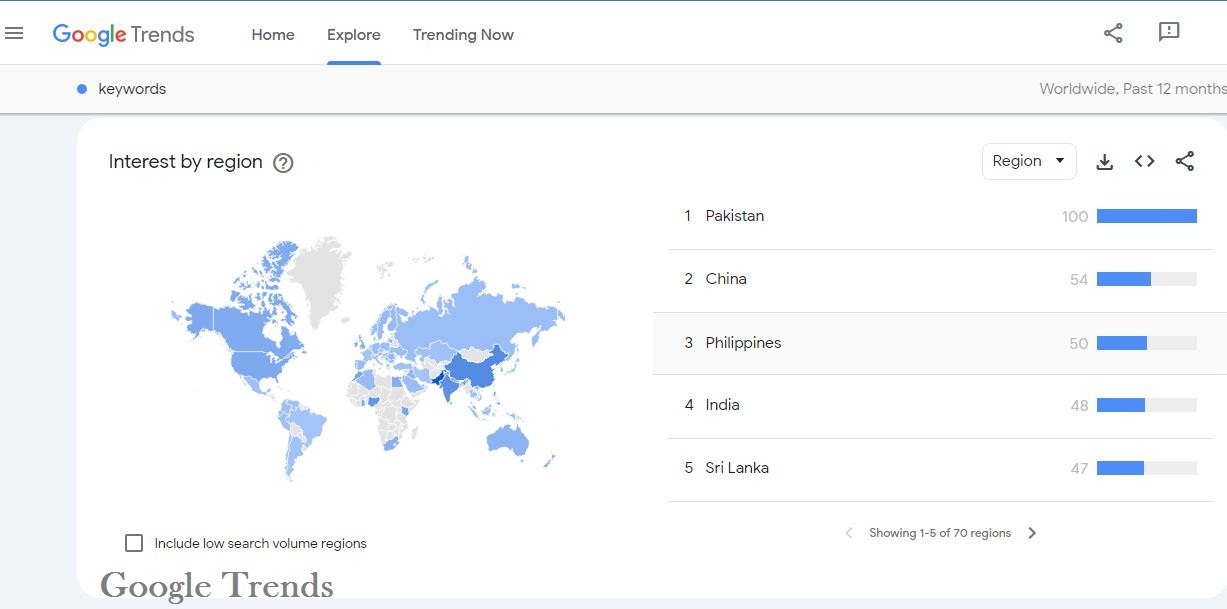 Google Trends Home Explore Trending Now
keywords Worldwide, Past 12 months
Interest by region Region
1 Pakistan 100
2 China 54
3 Philippines 50
4 India 48
5 Sri Lanka 47
Showing 1-5 of 70 regions
Include low search volume regions
Google Trends